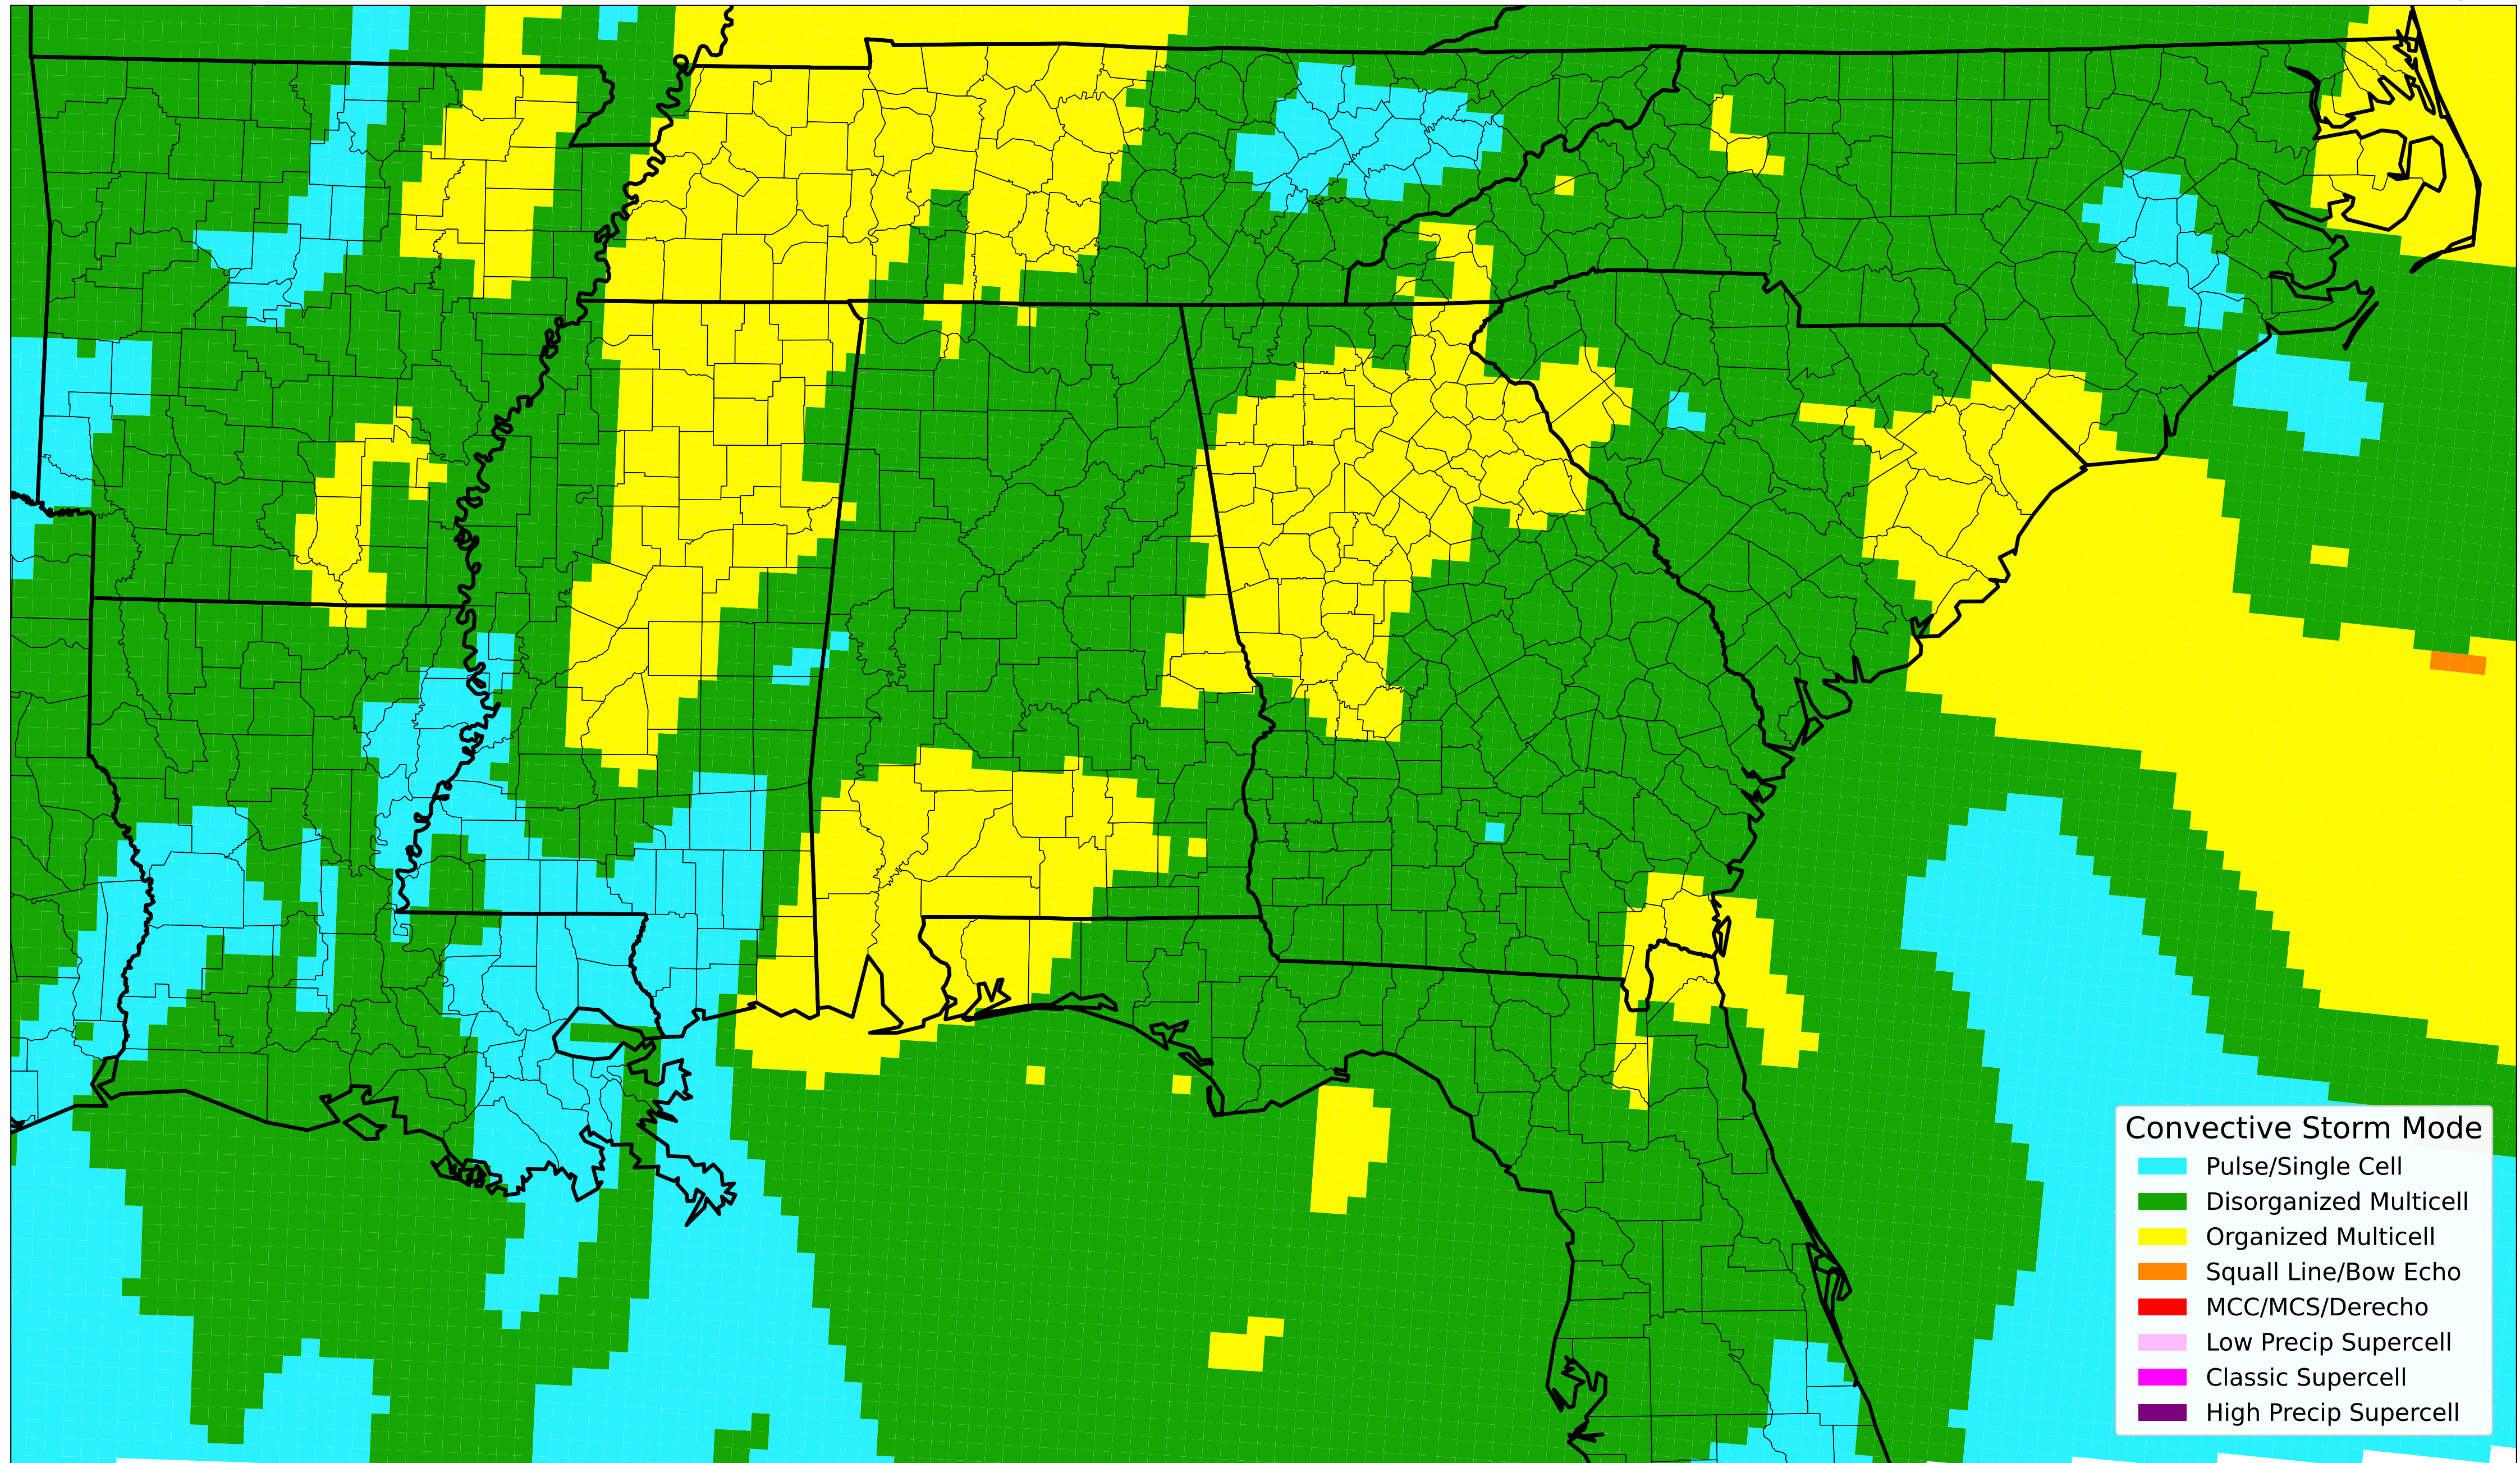 Convective Storm Mode
Pulse/Single Cell
Disorganized Multicell
Organized Multicell
Squall Line/Bow Echo
MCC/MCS/Derecho
Low Precip Supercell
Classic Supercell
High Precip Supercell